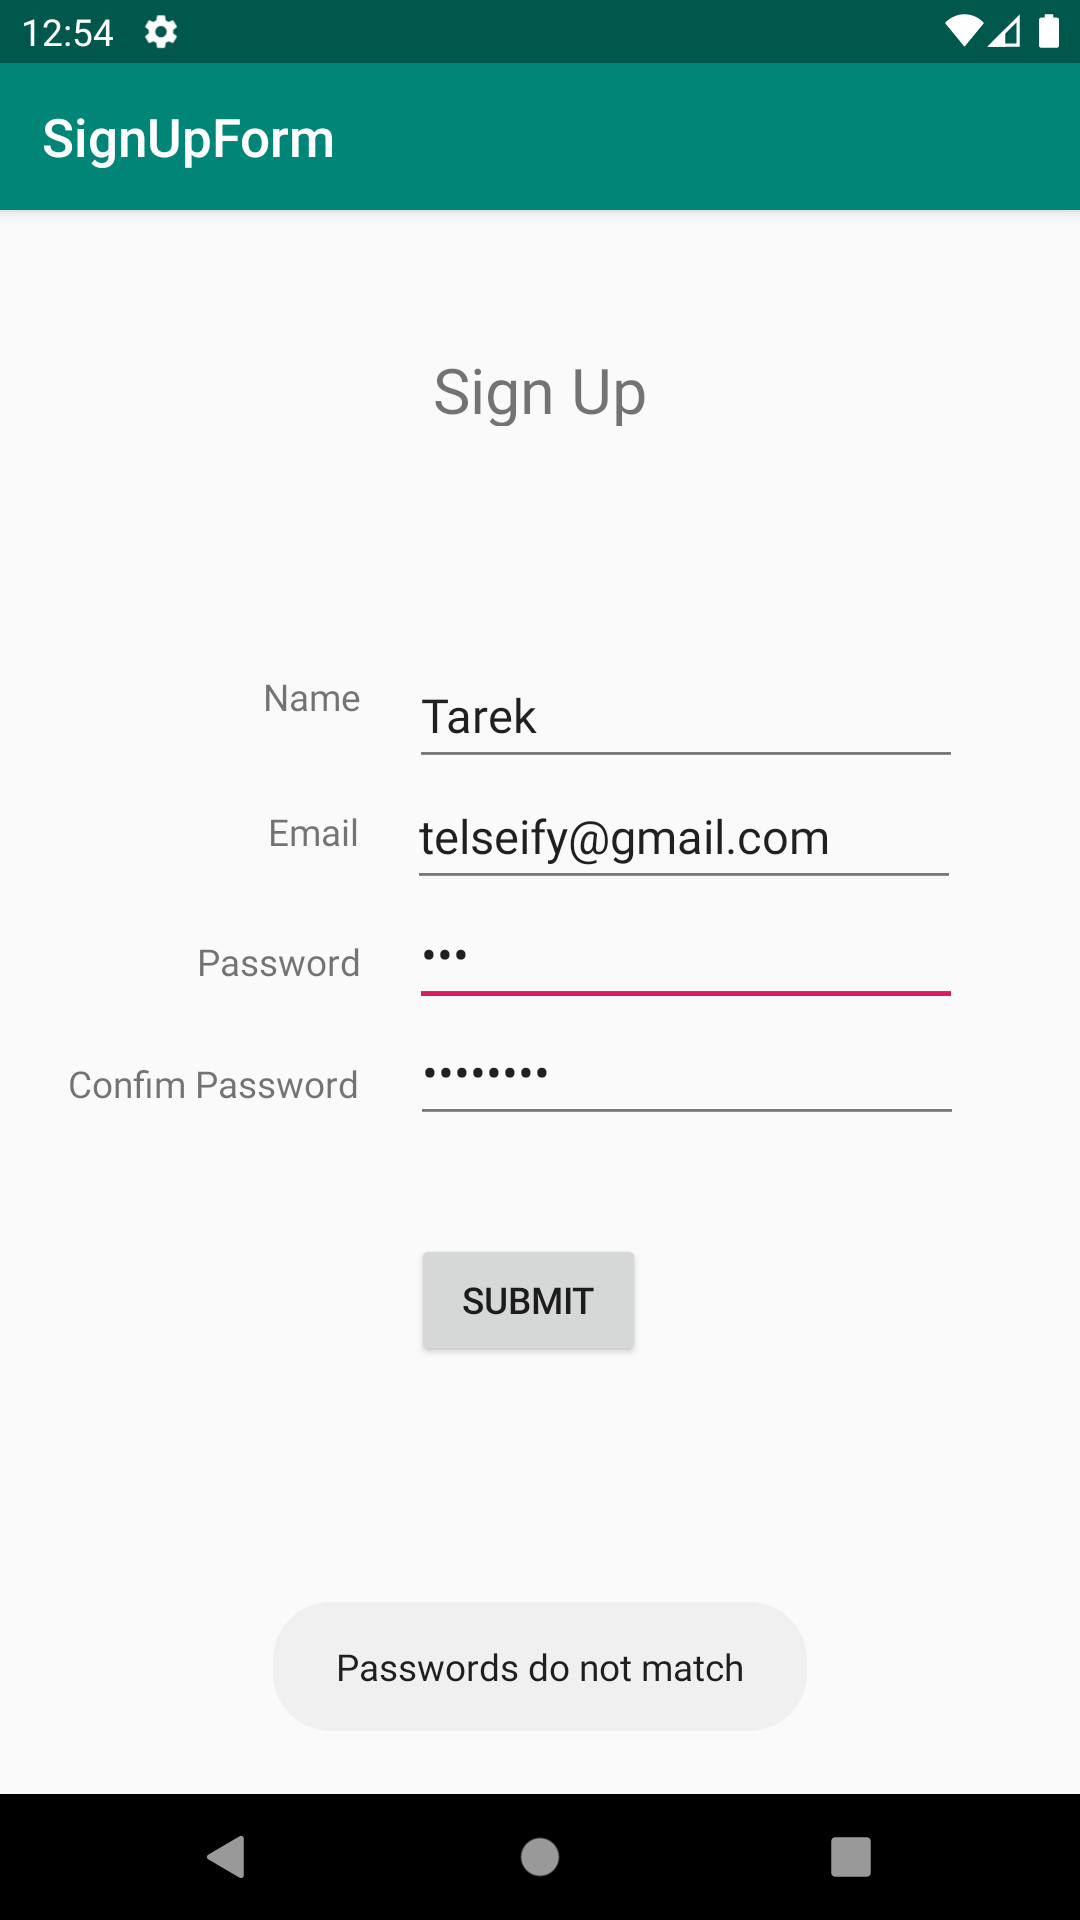 12:54
SignUpForm
Sign Up
Name
Tarek
Email
telseify@gmail.com
Password
•••
Confim Password
••••••••
SUBMIT
Passwords do not match